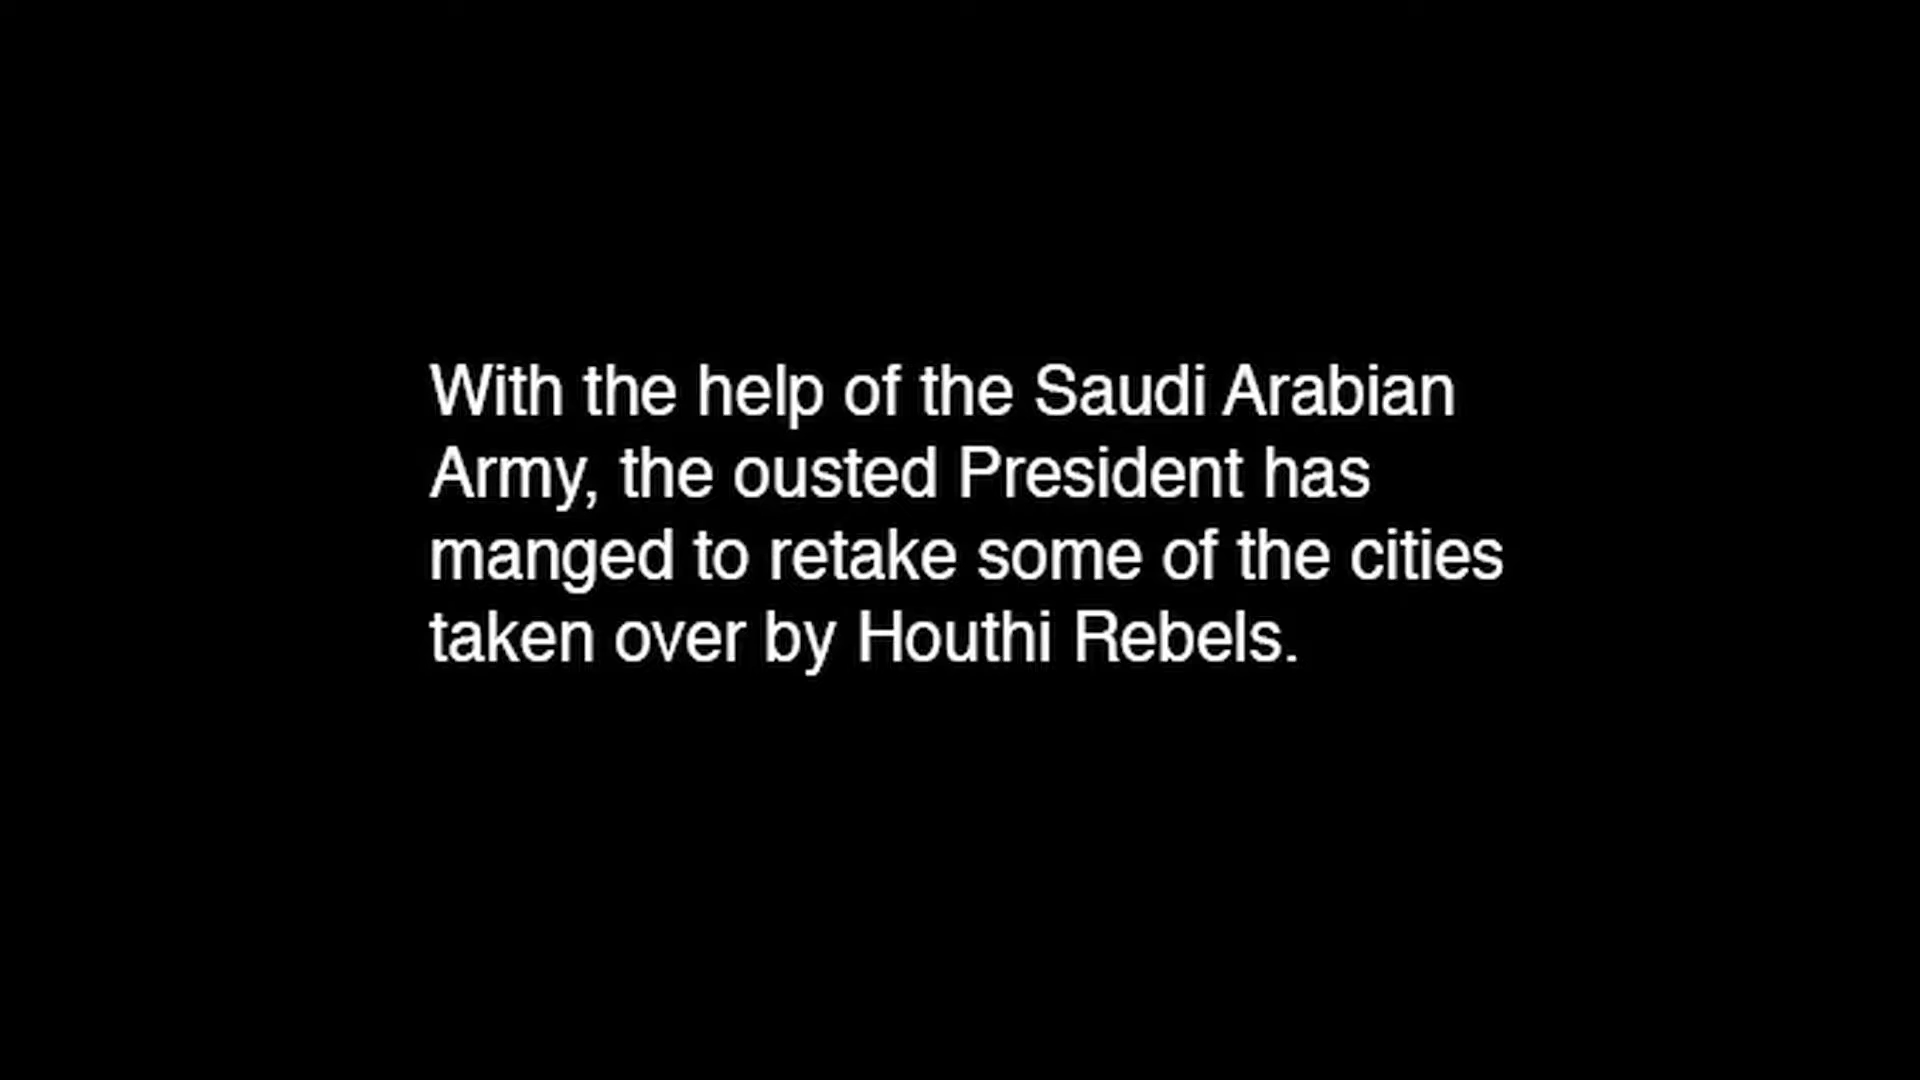 With the help of the Saudi Arabian
Army, the ousted President has
manged to retake some of the cities
taken over by Houthi Rebels.